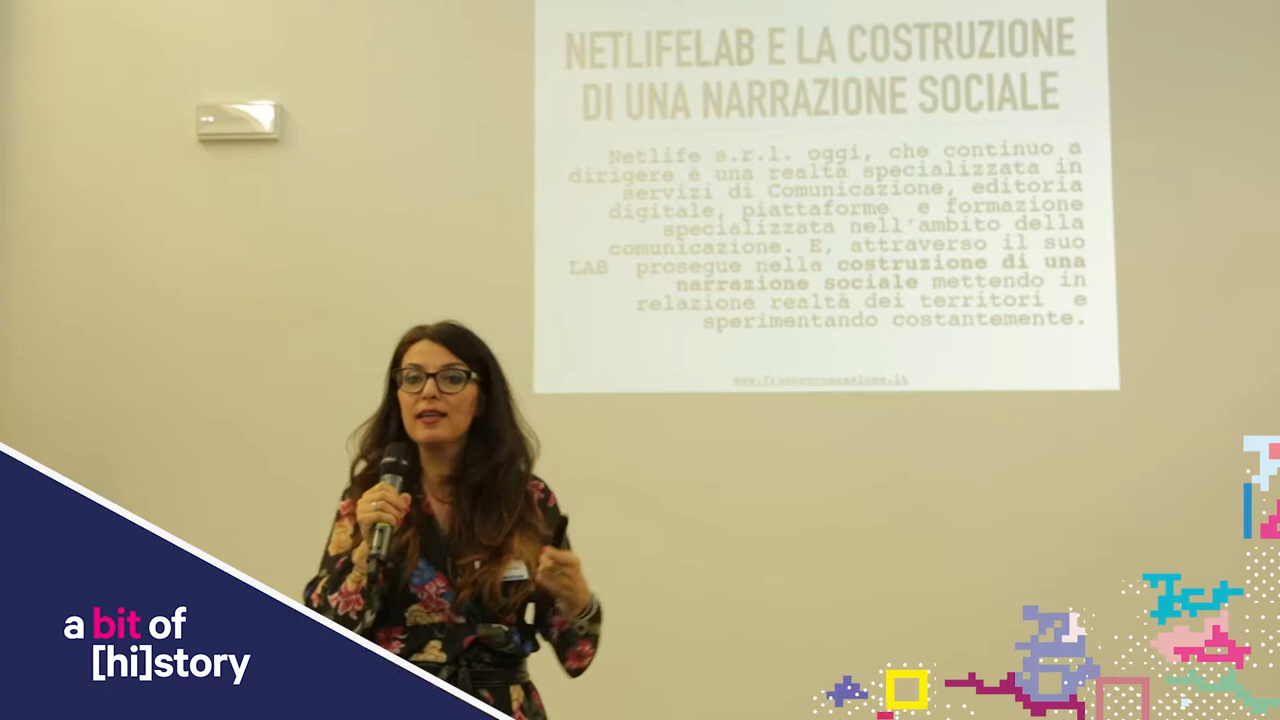 NETLIFELAB E LA COSTRUZIONE
DI UNA NARRAZIONE SOCIALE
Netlife s.r.l. oggi, che continuo a
dirigere è una realtà specializzata in
servizi di Comunicazione, editoria
digitale, piattaforme e formazione
specializzata nell'ambito della
comunicazione. E, attraverso il suo
LAB prosegue nella costruzione di una
narrazione sociale mettendo in
relazione realtà dei territori e
sperimentando costantemente.
a bit of
[hi]story